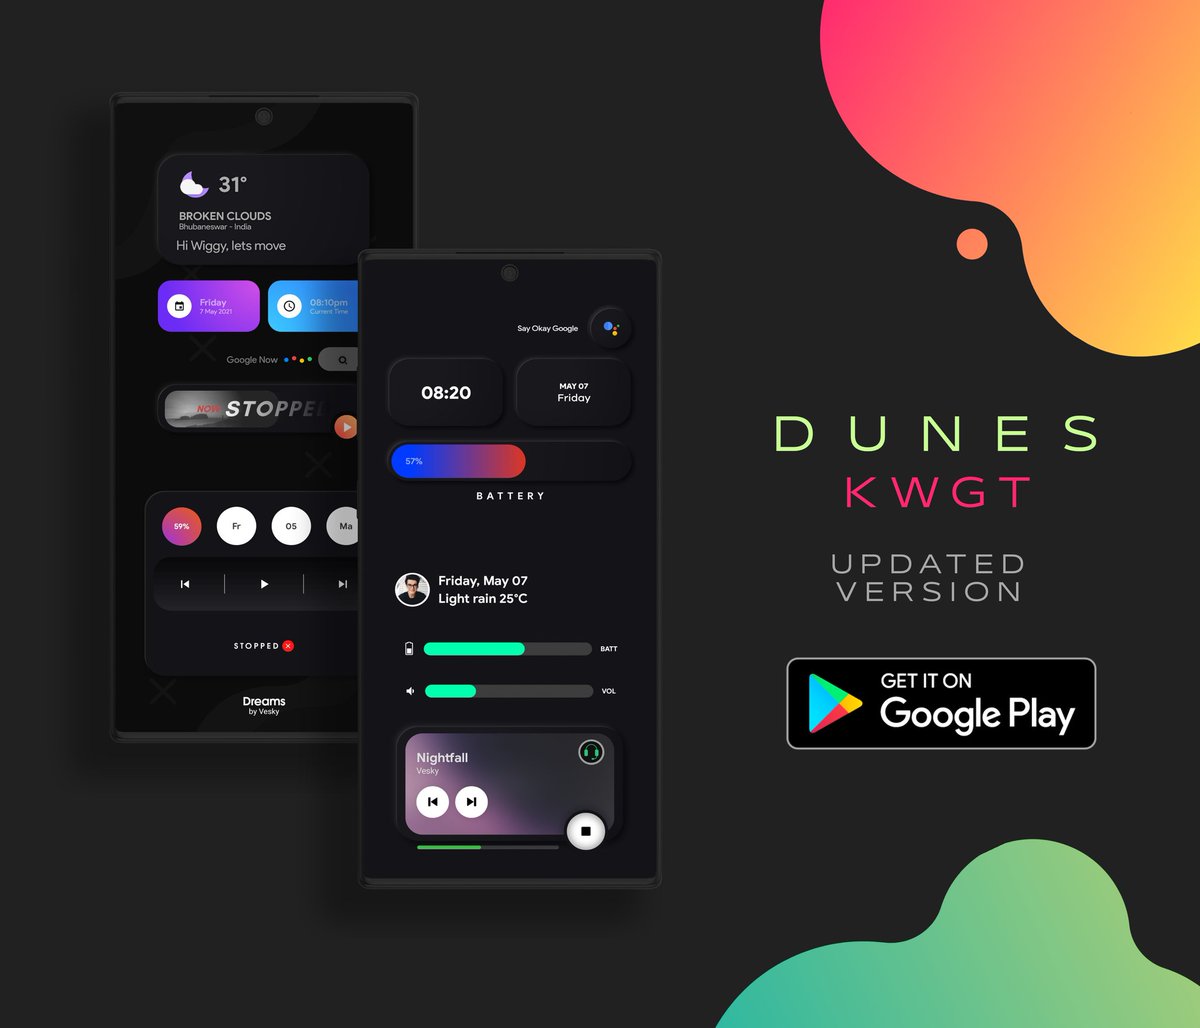 31°
BROKEN CLOUDS
Bhubaneswar - India
Hi Wiggy, lets move
Friday
7 May 2021
08:10pm
Current Time
Google Now
NOW STOPPED
59%
Fr
05
Ma
STOPPED
Dreams
by Vesky
Say Okay Google
08:20
MAY 07
Friday
57%
BATTERY
Friday, May 07
Light rain 25°C
BATT
VOL
Nightfall
Vesky
DUNES
KWGT
UPDATED
VERSION
GET IT ON
Google Play